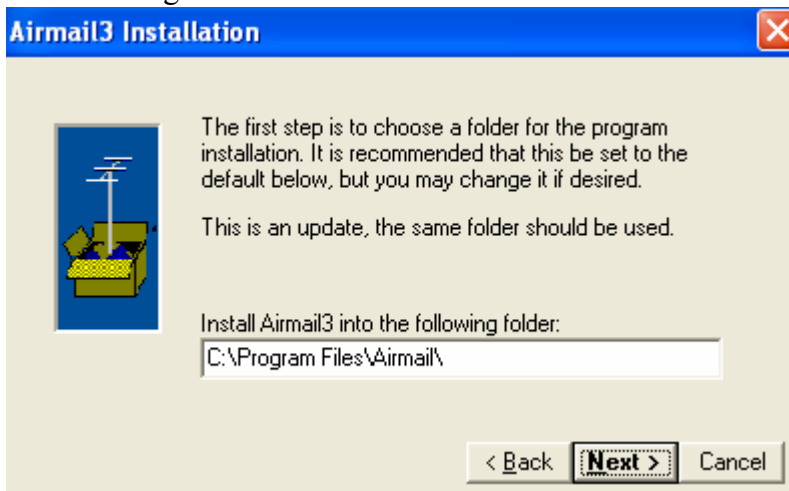 Airmail3 Installation
The first step is to choose a folder for the program
installation. It is recommended that this be set to the
default below, but you may change it if desired.
This is an update, the same folder should be used.
Install Airmail3 into the following folder:
C:\Program Files\Airmail\
< Back Next > Cancel